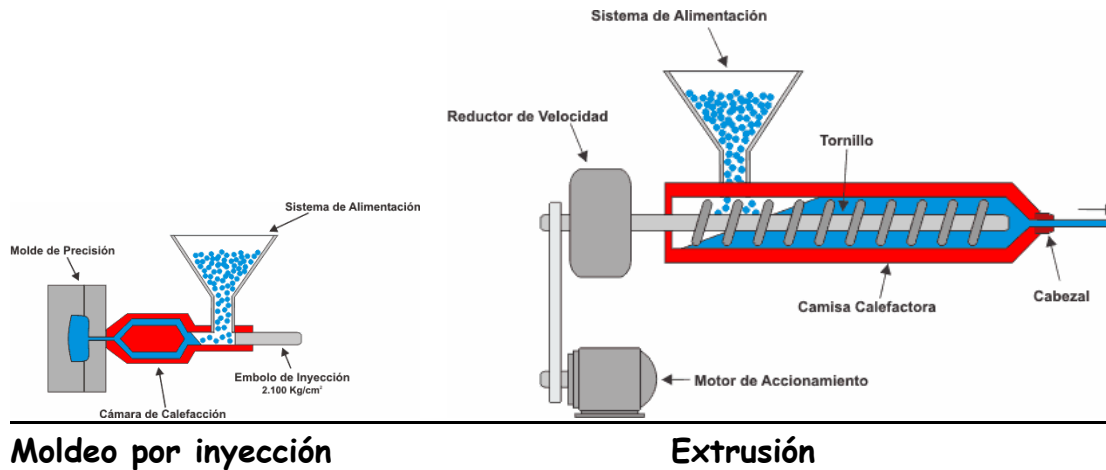 Sistema de Alimentación
Reductor de Velocidad
Tornillo
Sistema de Alimentación
Molde de Precisión
Camisa Calefactora
Cabezal
Embolo de Inyección
2.100 Kg/cm²
Motor de Accionamiento
Cámara de Calefacción
Moldeo por inyección
Extrusión